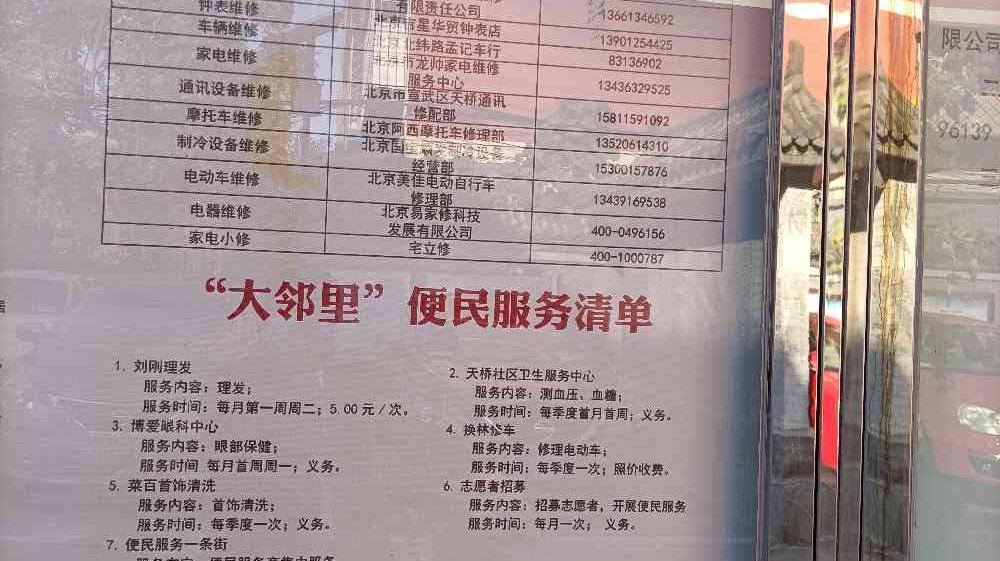 钟表维修 有限责任公司 13661346592
北京市星华贸钟表店
车辆维修 13901254425
北纬路孟记车行
家电维修 龙帅家电维修 83136902
服务中心
通讯设备维修 13436329525
北京市宣武区天桥通讯
修配部
摩托车维修 15811591092
北京阿西摩托车修理部
制冷设备维修 13520614310
经营部
电动车维修 15300157876
北京美佳电动自行车
修理部
电器维修 13439169538
北京易家修科技
发展有限公司 400-0496156
家电小修 宅立修 400-1000787
“大邻里”便民服务清单
1. 刘刚理发
服务内容：理发；
服务时间：每月第一周周二；5.00 元／次。
2. 天桥社区卫生服务中心
服务内容：测血压、血糖；
服务时间：每季度首月首周；义务。
3. 博爱眼科中心
服务内容：眼部保健；
服务时间 每月首周周一；义务。
4. 换林修车
服务内容：修理电动车；
服务时间：每季度一次；照价收费。
5. 菜百首饰清洗
服务内容：首饰清洗；
服务时间：每季度一次；义务。
6. 志愿者招募
服务内容：招募志愿者，开展便民服务
服务时间：每月一次； 义务。
7. 便民服务一条街
限公司
96139